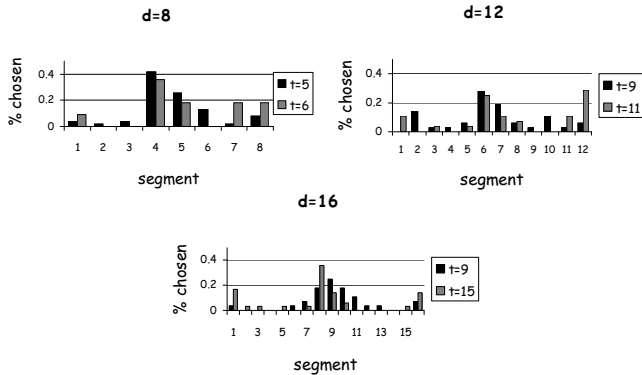 d=8
% chosen
0.4
0.2
0
1 2 3 4 5 6 7 8
segment
t=5
t=6
d=12
% chosen
0.4
0.2
0
1 2 3 4 5 6 7 8 9 10 11 12
segment
t=9
t=11
d=16
% chosen
0.4
0.2
0
1 3 5 7 9 11 13 15
segment
t=9
t=15